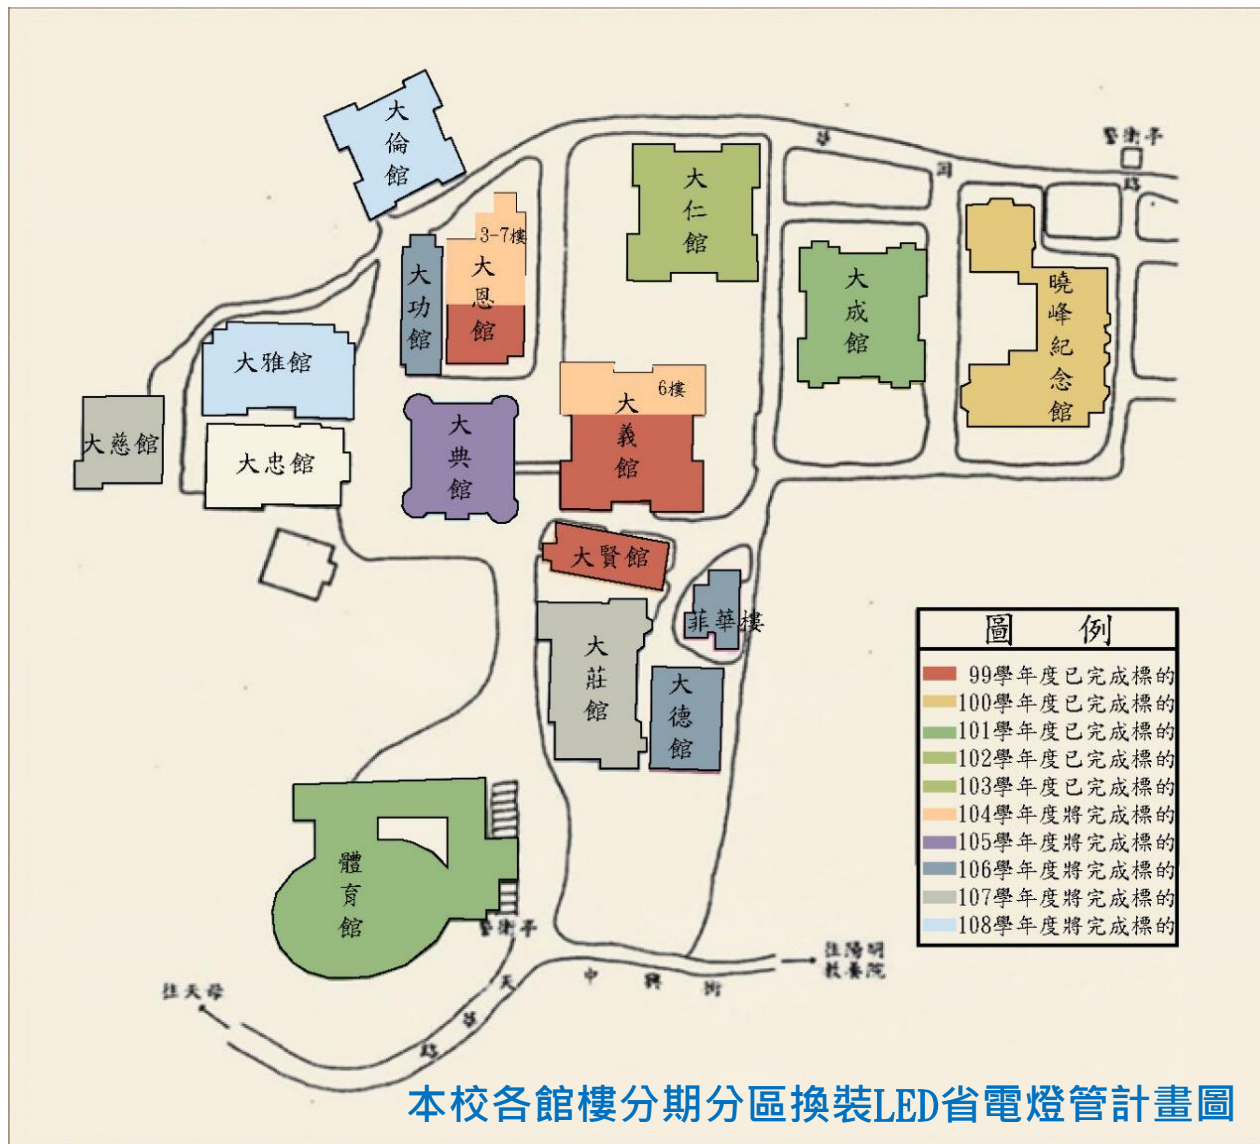 大倫館
警衛亭
華
岡
路
大仁館
3-7樓
大恩館
大功館
大成館
曉峰紀念館
大雅館
6樓
大義館
大慈館
大忠館
大典館
大賢館
菲華樓
大莊館
大德館
圖 例
99學年度已完成標的
100學年度已完成標的
101學年度已完成標的
102學年度已完成標的
103學年度已完成標的
104學年度將完成標的
105學年度將完成標的
106學年度將完成標的
107學年度將完成標的
108學年度將完成標的
體育館
警衛亭
往陽明
教養院
中興街
往天母
天
華
路
本校各館樓分期分區換裝LED省電燈管計畫圖